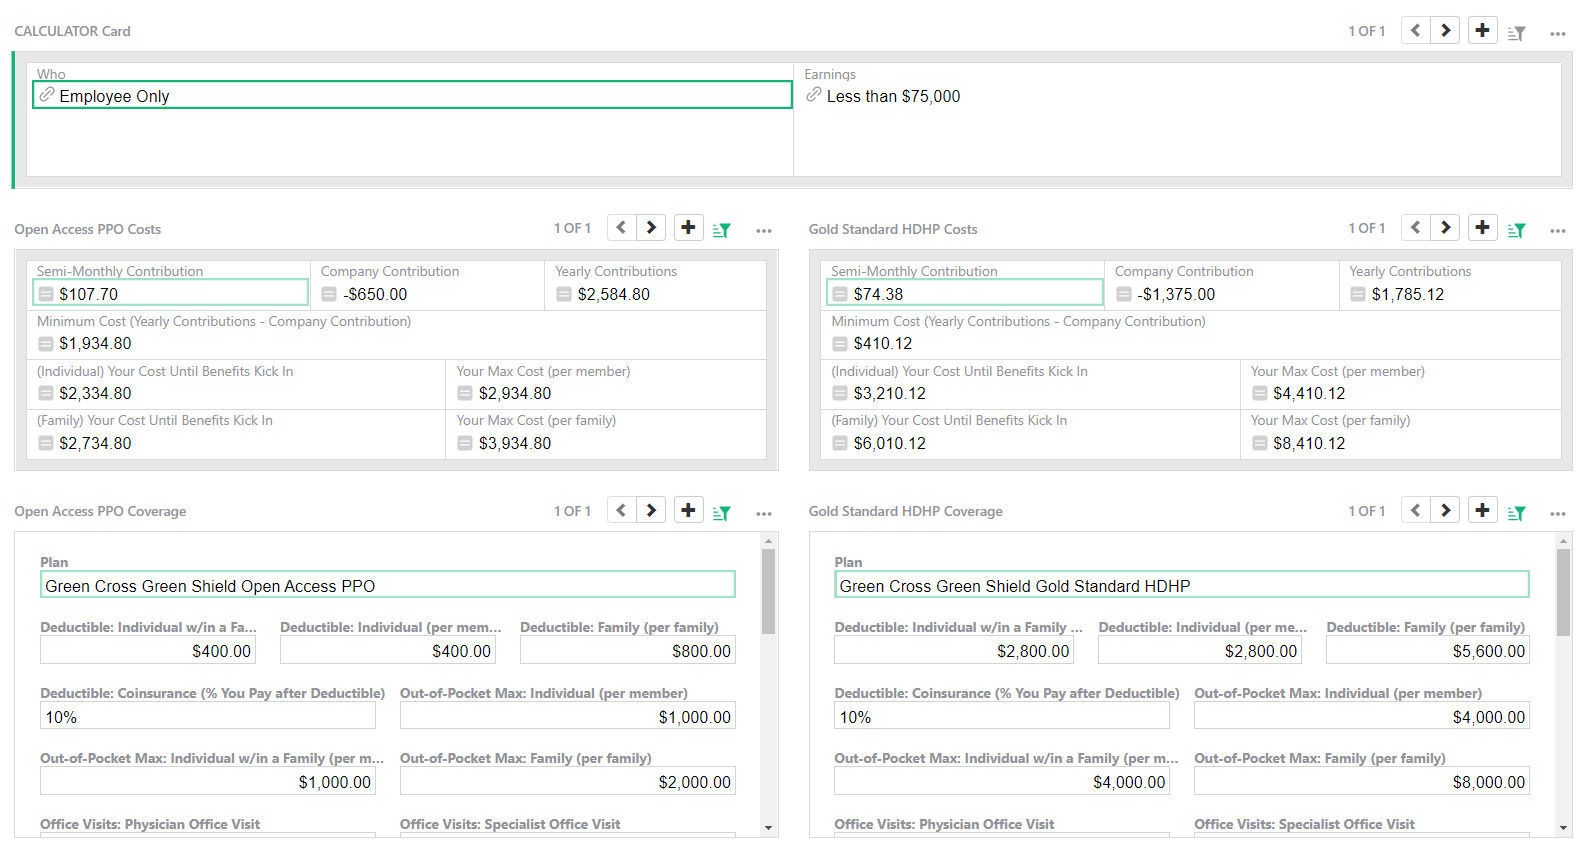 CALCULATOR Card
1 OF 1
Who
Earnings
Employee Only
Less than $75,000
Open Access PPO Costs
1 OF 1
Semi-Monthly Contribution
Company Contribution
Yearly Contributions
$107.70
-$650.00
$2,584.80
Minimum Cost (Yearly Contributions - Company Contribution)
$1,934.80
(Individual) Your Cost Until Benefits Kick In
Your Max Cost (per member)
$2,334.80
$2,934.80
(Family) Your Cost Until Benefits Kick In
Your Max Cost (per family)
$2,734.80
$3,934.80
Gold Standard HDHP Costs
1 OF 1
Semi-Monthly Contribution
Company Contribution
Yearly Contributions
$74.38
-$1,375.00
$1,785.12
Minimum Cost (Yearly Contributions - Company Contribution)
$410.12
(Individual) Your Cost Until Benefits Kick In
Your Max Cost (per member)
$3,210.12
$4,410.12
(Family) Your Cost Until Benefits Kick In
Your Max Cost (per family)
$6,010.12
$8,410.12
Open Access PPO Coverage
1 OF 1
Plan
Green Cross Green Shield Open Access PPO
Deductible: Individual w/in a Fa...
Deductible: Individual (per mem...
Deductible: Family (per family)
$400.00
$400.00
$800.00
Deductible: Coinsurance (% You Pay after Deductible)
Out-of-Pocket Max: Individual (per member)
10%
$1,000.00
Out-of-Pocket Max: Individual w/in a Family (per m...
Out-of-Pocket Max: Family (per family)
$1,000.00
$2,000.00
Office Visits: Physician Office Visit
Office Visits: Specialist Office Visit
Gold Standard HDHP Coverage
1 OF 1
Plan
Green Cross Green Shield Gold Standard HDHP
Deductible: Individual w/in a Family ...
Deductible: Individual (per me...
Deductible: Family (per family)
$2,800.00
$2,800.00
$5,600.00
Deductible: Coinsurance (% You Pay after Deductible)
Out-of-Pocket Max: Individual (per member)
10%
$4,000.00
Out-of-Pocket Max: Individual w/in a Family (per m...
Out-of-Pocket Max: Family (per family)
$4,000.00
$8,000.00
Office Visits: Physician Office Visit
Office Visits: Specialist Office Visit